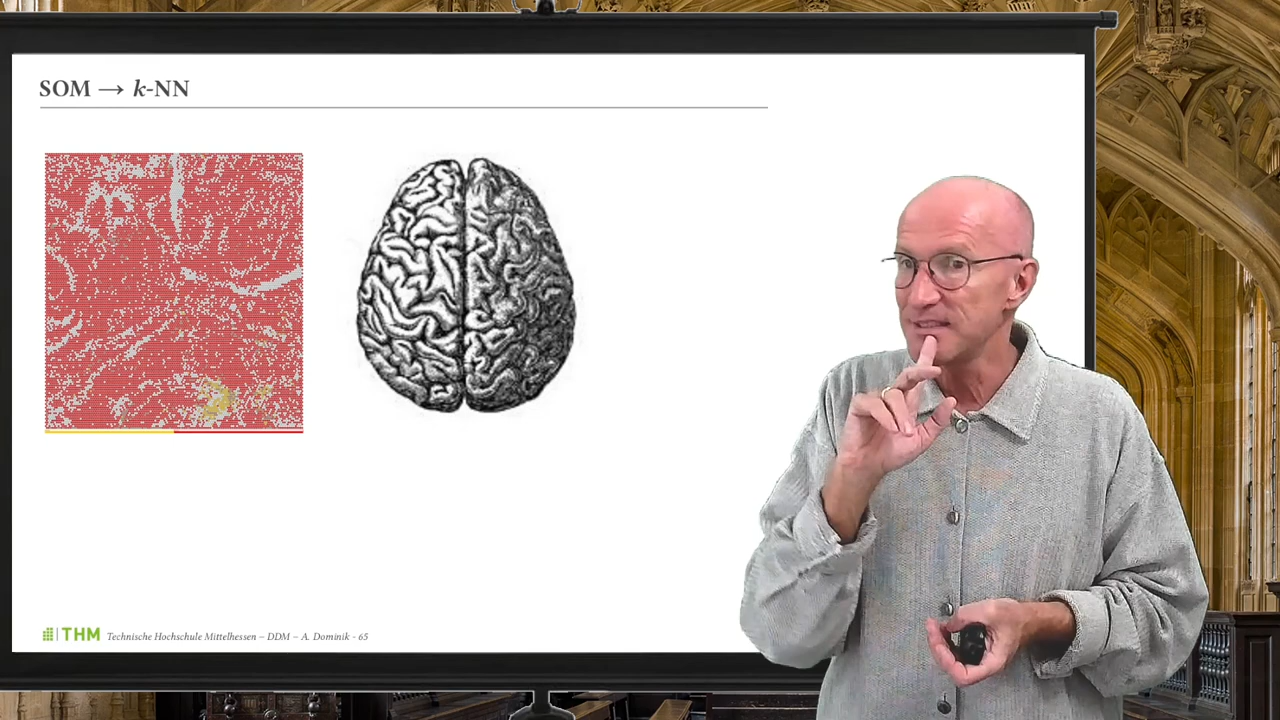 SOM → k-NN
THM Technische Hochschule Mittelhessen – DDM – A. Dominik - 65